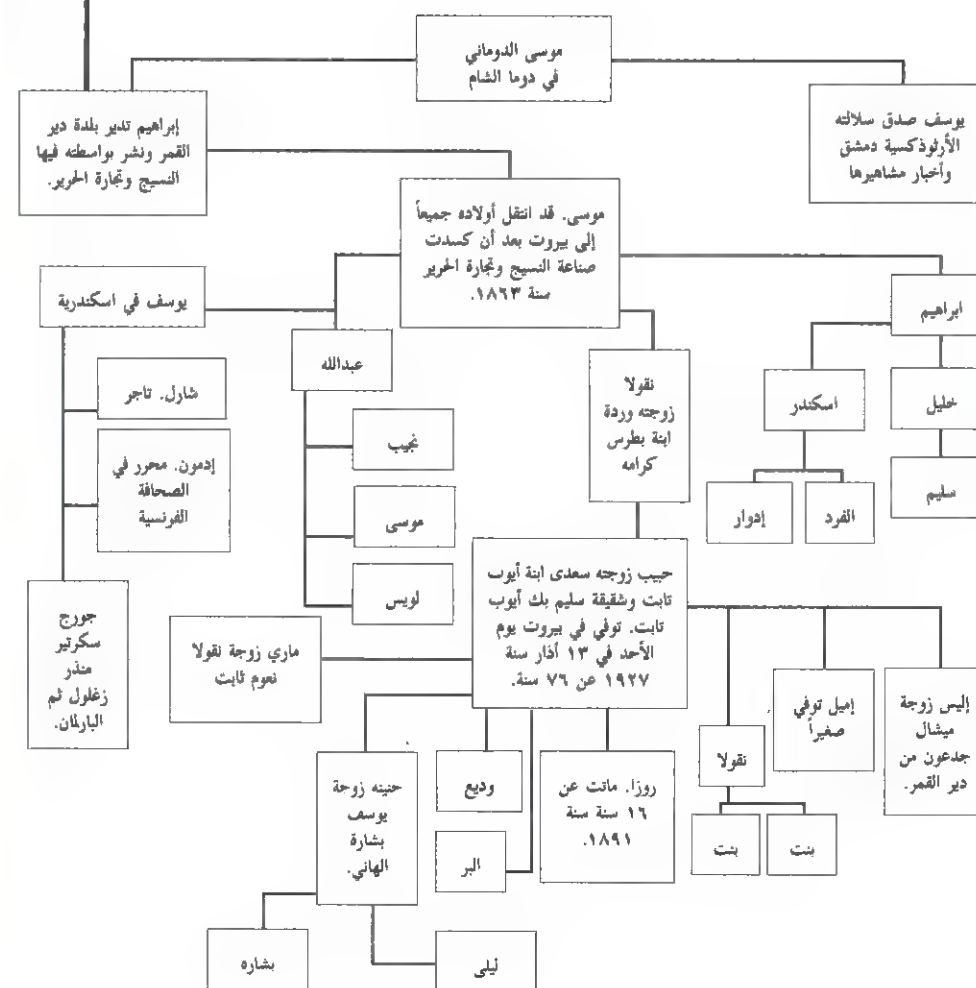 موسى الدوماني
في دوما الشام
يوسف صدق سلالته
الأرثوذكسية دمشق
وأخبار مشاهيرها
إبراهيم تدير بلدة دير
القمر ونشر بواسطته فيها
النسيج وتجارة الحرير.
موسى. قد انتقل أولاده جميعاً
إلى بيروت بعد أن كسدت
صناعة النسيج وتجارة الحرير
سنة ١٨٦٣.
ابراهيم
يوسف في اسكندرية
عبدالله
نقولا
زوجته وردة
ابنة بطرس
كرامه
اسكندر
خليل
سليم
الفرد
إدوار
شارل. تاجر
إدمون. محرر في
الصحافة
الفرنسية
جورج
سكرتير
منذر
زغلول ثم
البارلمان.
نجيب
موسى
لويس
حبيب زوجته سعدى ابنة أيوب
تابت وشقيقة سليم بك أيوب
تابت. توفي في بيروت يوم
الأحد في ١٣ أذار سنة
١٩٢٧ عن ٧٦ سنة.
ماري زوجة نقولا
نعوم ثابت
إليس زوجة
ميشال
جدعون من
دير القمر.
إميل توفي
صغيراً
نقولا
بنت
بنت
روزا. ماتت عن
١٦ سنة سنة
١٨٩١.
وديع
البر
حنينه زوجة
يوسف
بشارة
الهاني.
ليلى
بشاره